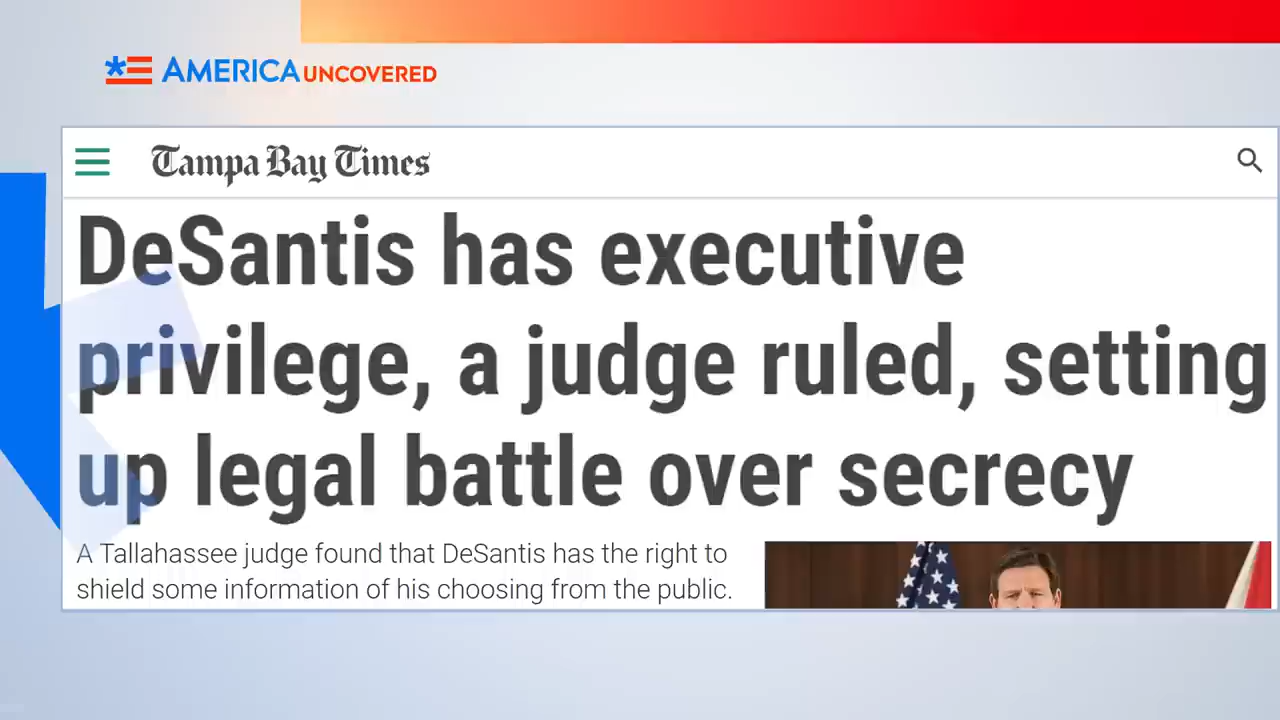 AMERICA UNCOVERED
Tampa Bay Times
DeSantis has executive
privilege, a judge ruled, setting
up legal battle over secrecy
A Tallahassee judge found that DeSantis has the right to
shield some information of his choosing from the public.